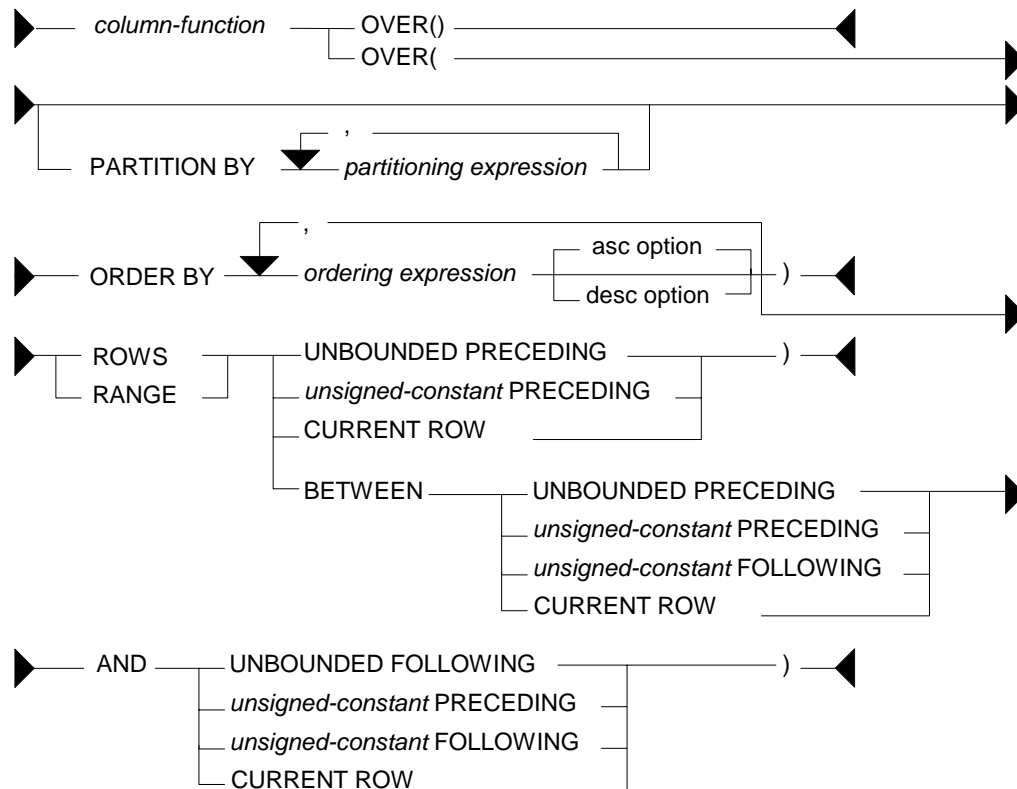 column-function OVER()
OVER(
,
PARTITION BY partitioning expression
,
asc option
ORDER BY ordering expression )
desc option
ROWS UNBOUNDED PRECEDING )
RANGE unsigned-constant PRECEDING
CURRENT ROW
BETWEEN UNBOUNDED PRECEDING
unsigned-constant PRECEDING
unsigned-constant FOLLOWING
CURRENT ROW
AND UNBOUNDED FOLLOWING )
unsigned-constant PRECEDING
unsigned-constant FOLLOWING
CURRENT ROW